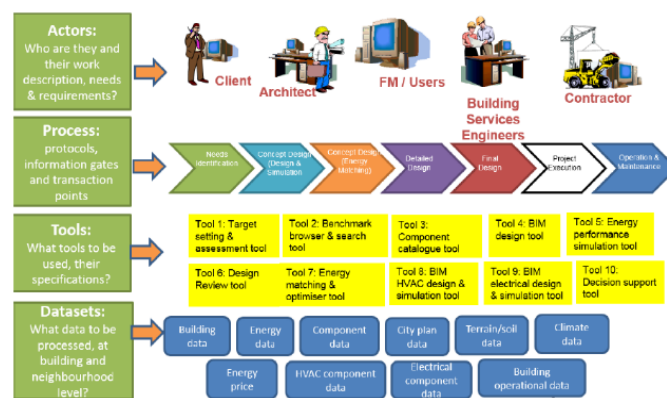 Actors:
Who are they and
their work
description, needs
& requirements?
Client
Architect
FM / Users
Building
Services
Engineers
Contractor
Process:
protocols,
information gates
and transaction
points
Needs
Identification
Concept Design
(Design &
Simulation
Concept Design
(Energy
Matching)
Detailed
Design
Final
Design
Project
Execution
Operation &
Maintenance
Tools:
What tools to be
used, their
specifications?
Tool 1: Target
setting &
assessment tool
Tool 2: Benchmark
browser & search
tool
Tool 3:
Component
catalogue tool
Tool 4: BIM
design tool
Tool 5: Energy
performance
simulation tool
Tool 6: Design
Review tool
Tool 7: Energy
matching &
optimiser tool
Tool 8: BIM
HVAC design &
simulation tool
Tool 9: BIM
electrical design
& simulation tool
Tool 10:
Decision support
tool
Datasets:
What data to be
processed, at
building and
neighbourhood
level?
Building
data
Energy
data
Component
data
City plan
data
Terrain/soil
data
Climate
data
Energy
price
HVAC component
data
Electrical
component data
Building
operational data